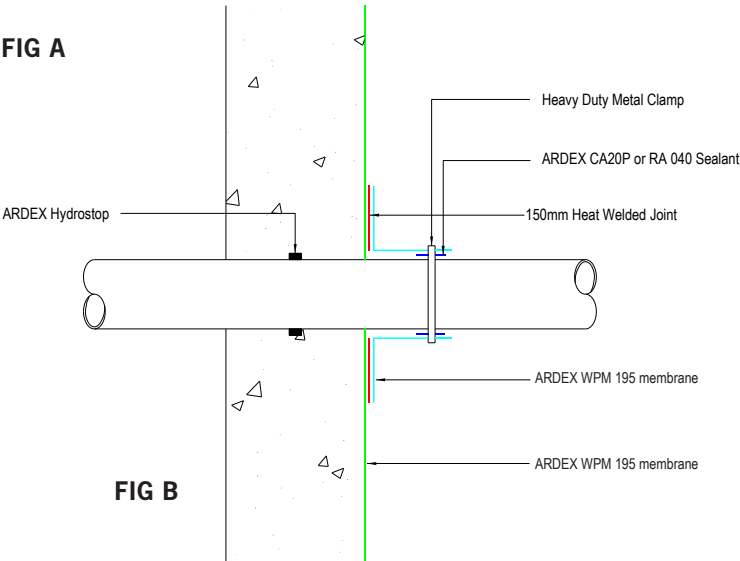 FIG A
Heavy Duty Metal Clamp
ARDEX CA20P or RA 040 Sealant
ARDEX Hydrostop
150mm Heat Welded Joint
ARDEX WPM 195 membrane
ARDEX WPM 195 membrane
FIG B